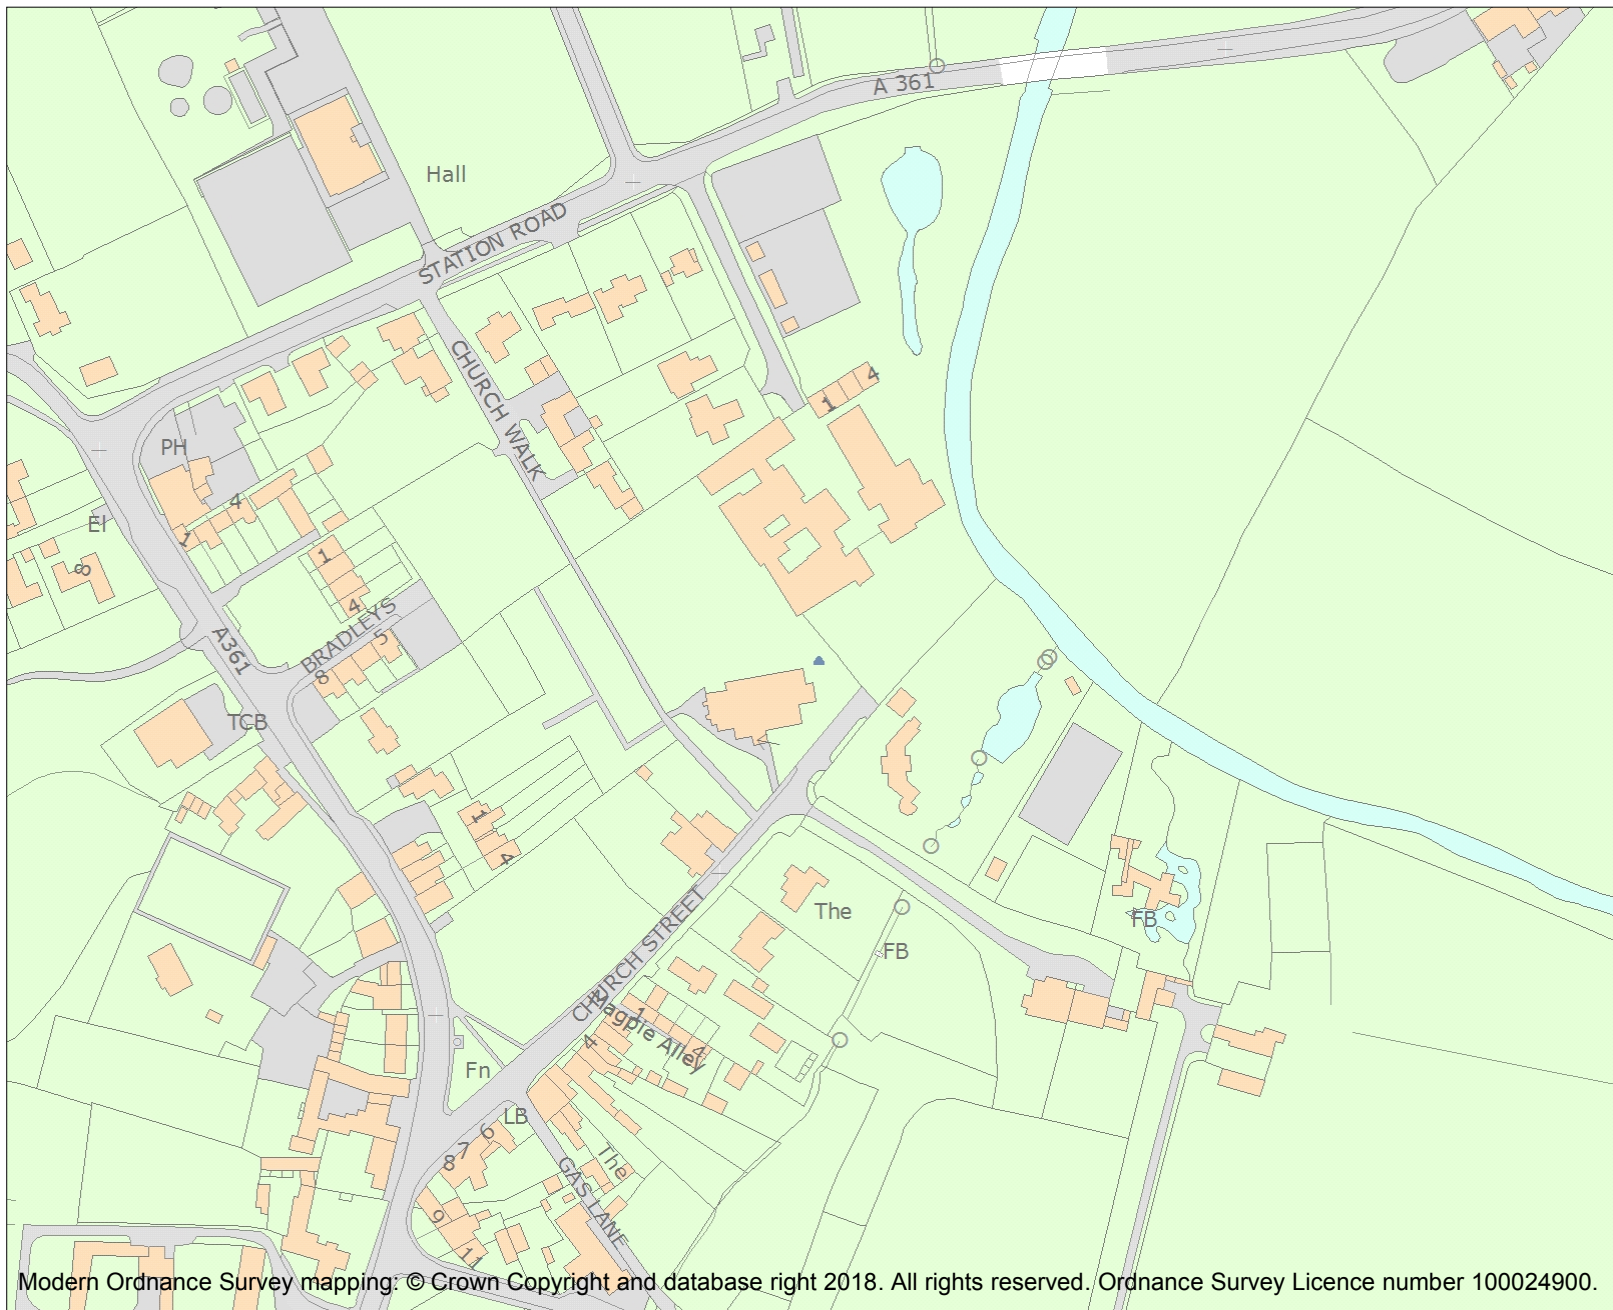 A 361
Hall
STATION ROAD
CHURCH WALK
4
1
PH
4
1
El
8
1
4
BRADLEYS
5
8
A361
TCB
1
4
The
FB
FB
CHURCH STREET
Magpie Alley
1
4
4
Fn
LB
6
7
8
The
GAS LANE
9
11
Modern Ordnance Survey mapping: © Crown Copyright and database right 2018. All rights reserved. Ordnance Survey Licence number 100024900.